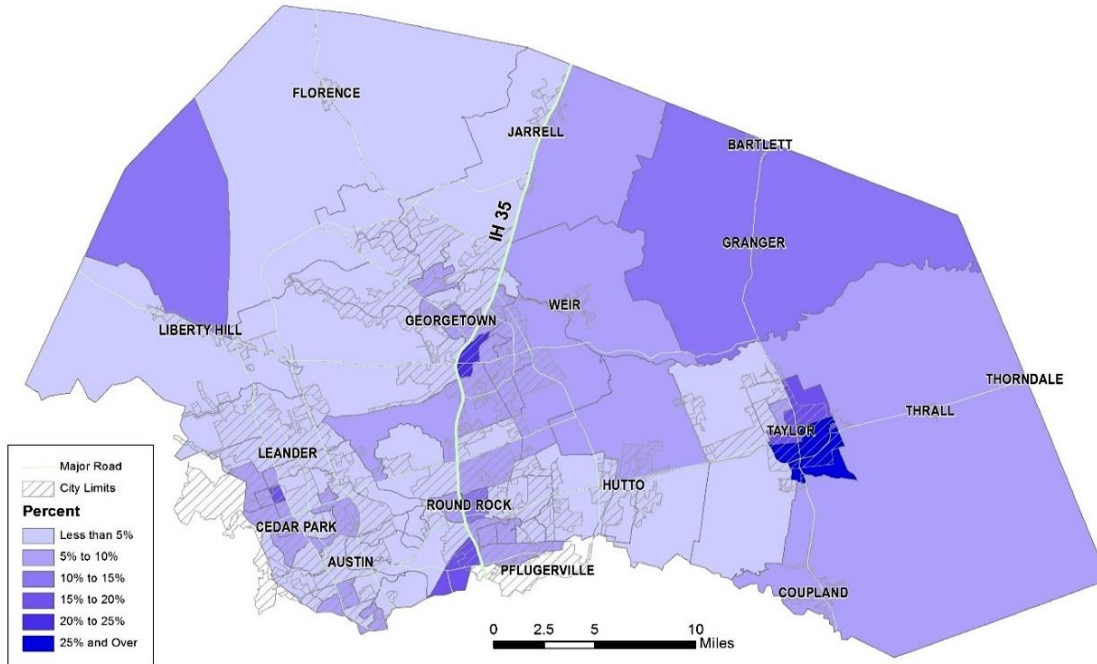 FLORENCE
JARRELL
BARTLETT
IH 35
GRANGER
WEIR
GEORGETOWN
LIBERTY HILL
THORNDALE
THRALL
TAYLOR
LEANDER
HUTTO
ROUND ROCK
CEDAR PARK
AUSTIN
PFLUGERVILLE
COUPLAND
Major Road
City Limits
Percent
Less than 5%
5% to 10%
10% to 15%
15% to 20%
20% to 25%
25% and Over
0 2.5 5 10
Miles